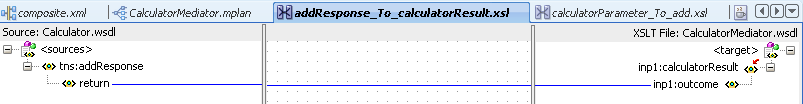 composite.xml CalculatorMediator.mplan addResponse_To_calculatorResult.xsl calculatorParameter_To_add.xsl
Source: Calculator.wsdl XSLT File: CalculatorMediator.wsdl
<sources> <target>
tns:addResponse inp1:calculatorResult
return inp1:outcome